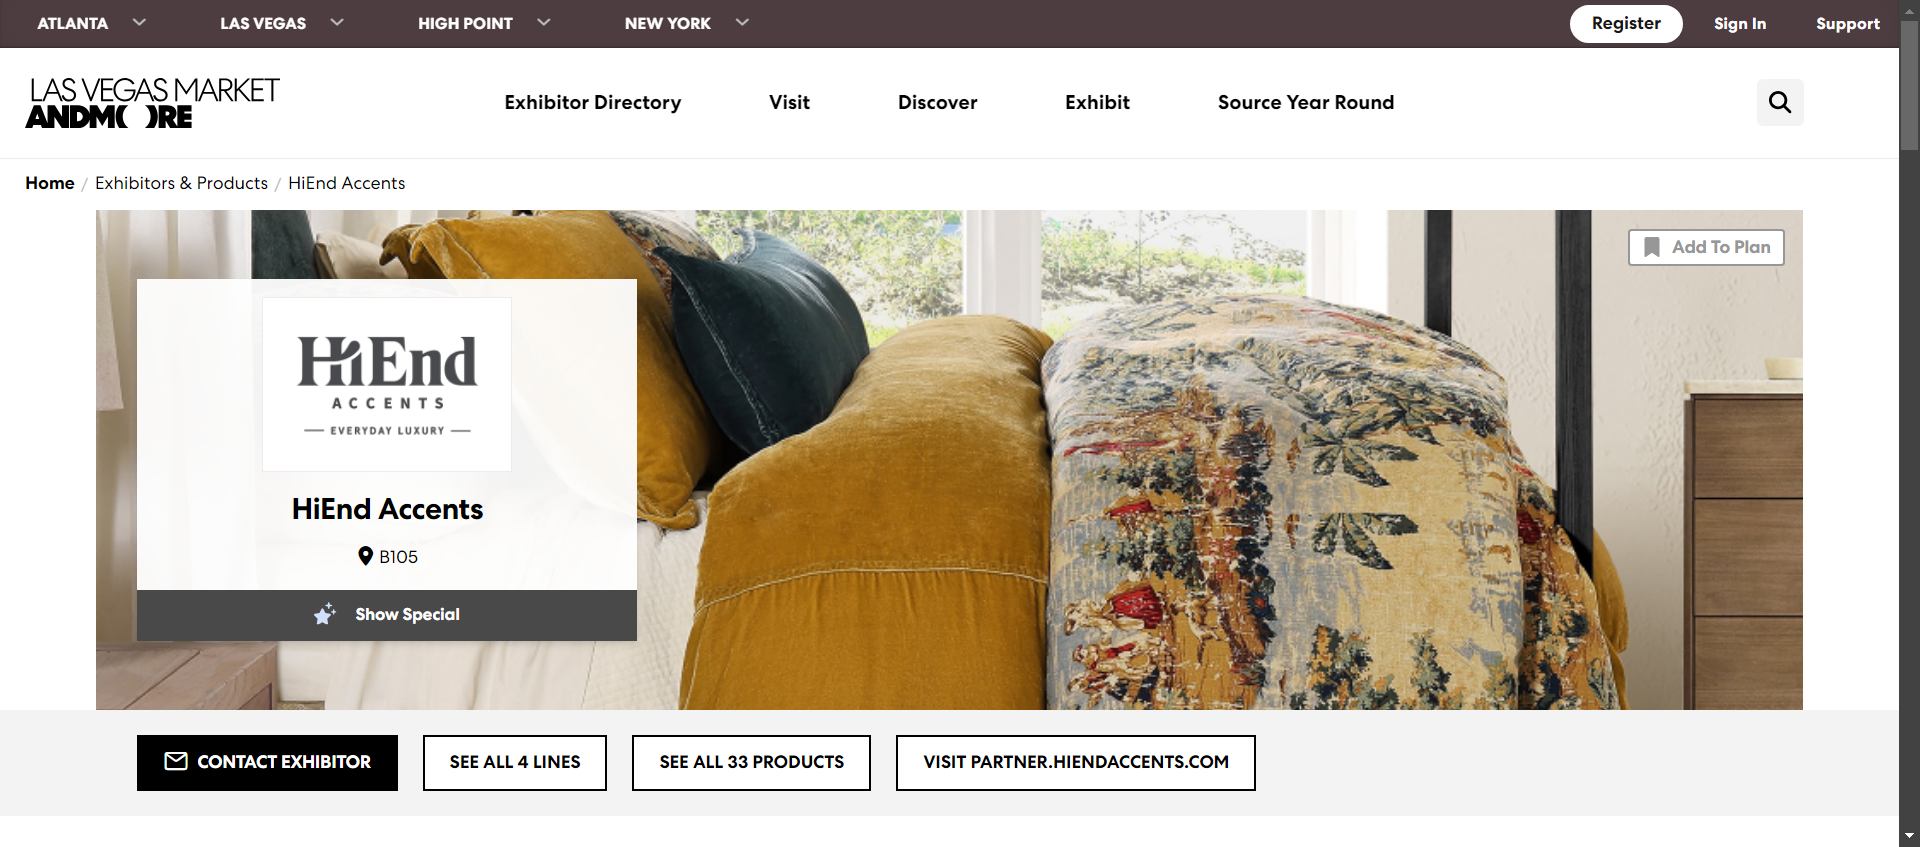 ATLANTA
LAS VEGAS
HIGH POINT
NEW YORK
Register
Sign In
Support
LAS VEGAS MARKET
ANDMORE
Exhibitor Directory
Visit
Discover
Exhibit
Source Year Round
Home / Exhibitors & Products / HiEnd Accents
Add To Plan
HiEnd
ACCENTS
EVERYDAY LUXURY
HiEnd Accents
B105
Show Special
CONTACT EXHIBITOR
SEE ALL 4 LINES
SEE ALL 33 PRODUCTS
VISIT PARTNER.HIENDACCENTS.COM